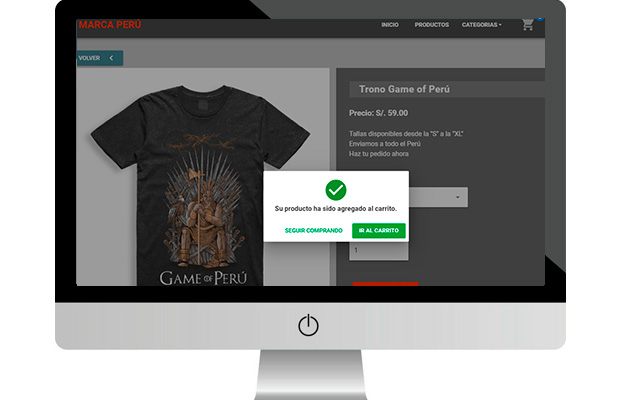 MARCA PERÚ
INICIO PRODUCTOS CATEGORIAS
VOLVER
Trono Game of Perú
Precio: S/. 59.00
Tallas disponibles desde la "S" a la "XL"
Enviamos a todo el Perú
Haz tu pedido ahora
Su producto ha sido agregado al carrito.
SEGUIR COMPRANDO IR AL CARRITO
1
GAME OF PERÚ